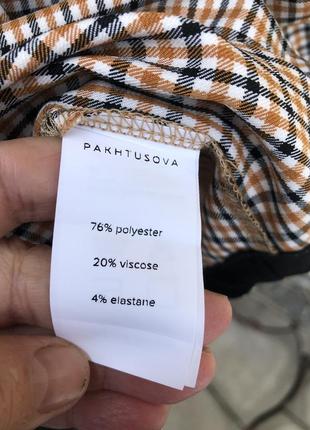 PAKHTUSOVA
76% polyester
20% viscose
4% elastane